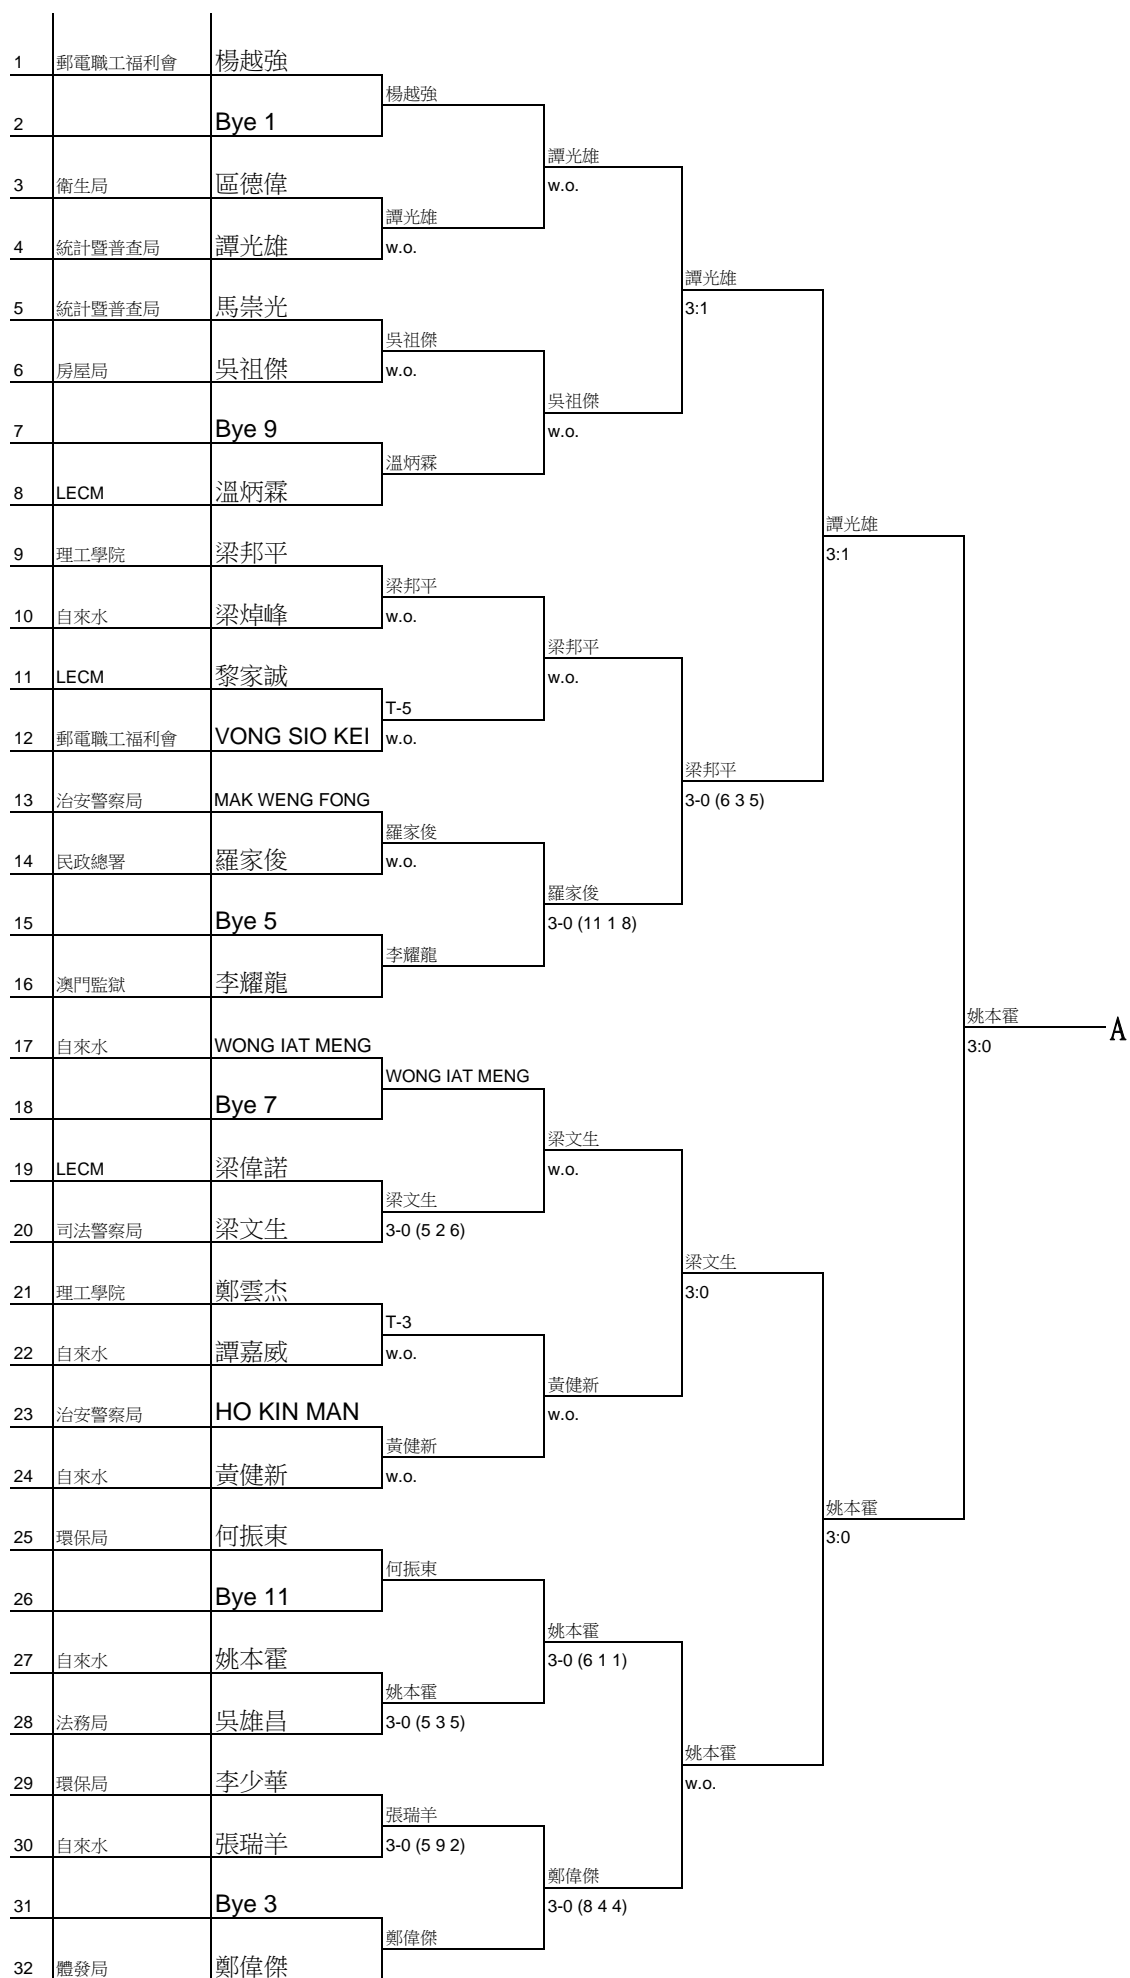 1 郵電職工福利會 楊越強
楊越強
2 Bye 1
譚光雄
3 衛生局 區德偉 w.o.
譚光雄
4 統計暨普查局 譚光雄 w.o.
譚光雄
5 統計暨普查局 馬崇光 3:1
吳祖傑
6 房屋局 吳祖傑 w.o.
吳祖傑
7 Bye 9 w.o.
溫炳霖
8 LECM 溫炳霖
譚光雄
9 理工學院 梁邦平 3:1
梁邦平
10 自來水 梁焯峰 w.o.
梁邦平
11 LECM 黎家誠 w.o.
T-5
12 郵電職工福利會 VONG SIO KEI w.o.
梁邦平
13 治安警察局 MAK WENG FONG 3-0 (6 3 5)
羅家俊
14 民政總署 羅家俊 w.o.
羅家俊
15 Bye 5 3-0 (11 1 8)
李耀龍
16 澳門監獄 李耀龍
姚本霍 A
17 自來水 WONG IAT MENG 3:0
WONG IAT MENG
18 Bye 7
梁文生
19 LECM 梁偉諾 w.o.
梁文生
20 司法警察局 梁文生 3-0 (5 2 6)
梁文生
21 理工學院 鄭雲杰 3:0
T-3
22 自來水 譚嘉威 w.o.
黃健新
23 治安警察局 HO KIN MAN w.o.
黃健新
24 自來水 黃健新 w.o.
姚本霍
25 環保局 何振東 3:0
何振東
26 Bye 11
姚本霍
27 自來水 姚本霍 3-0 (6 1 1)
姚本霍
28 法務局 吳雄昌 3-0 (5 3 5)
姚本霍
29 環保局 李少華 w.o.
張瑞羊
30 自來水 張瑞羊 3-0 (5 9 2)
鄭偉傑
31 Bye 3 3-0 (8 4 4)
鄭偉傑
32 體發局 鄭偉傑